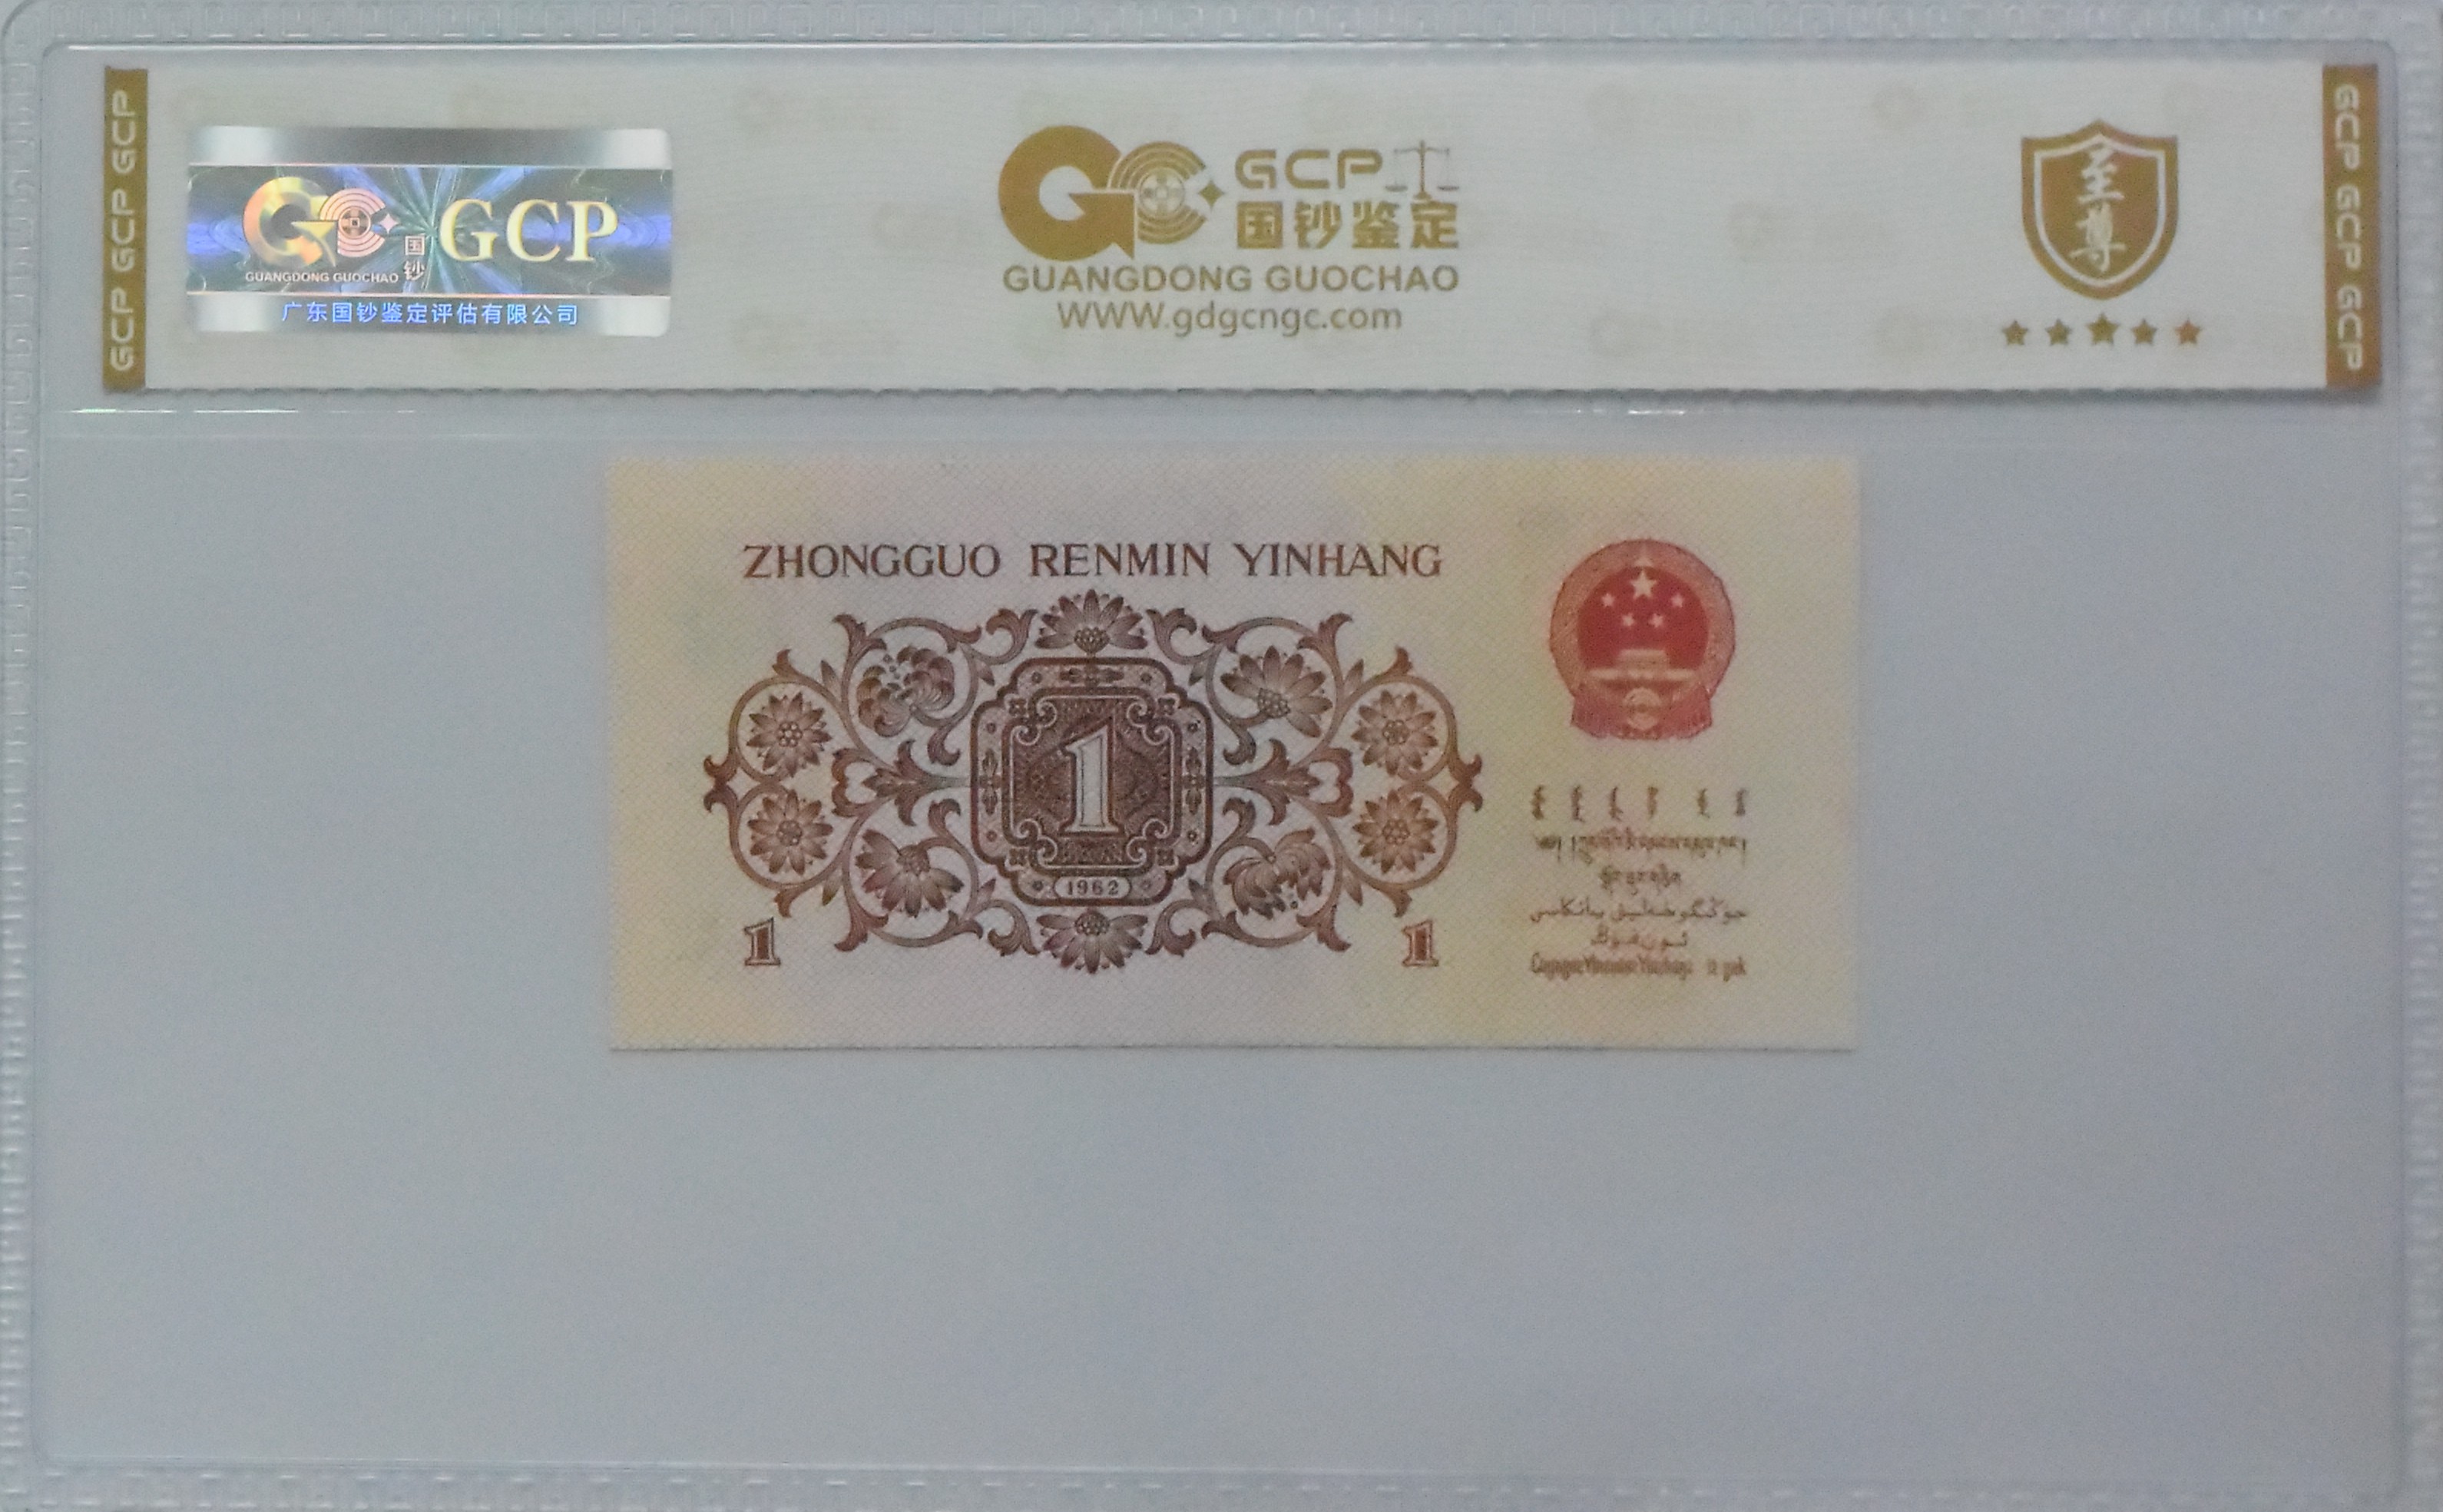 GCP GCP GCP
GUANGDONG GUOCHAO
国钞
GCP
广东国钞鉴定评估有限公司
GCP
国钞鉴定
GUANGDONG GUOCHAO
WWW.gdgcngc.com
至尊
GCP GCP GCP
ZHONGGUO RENMIN YINHANG
1
1962
1
1